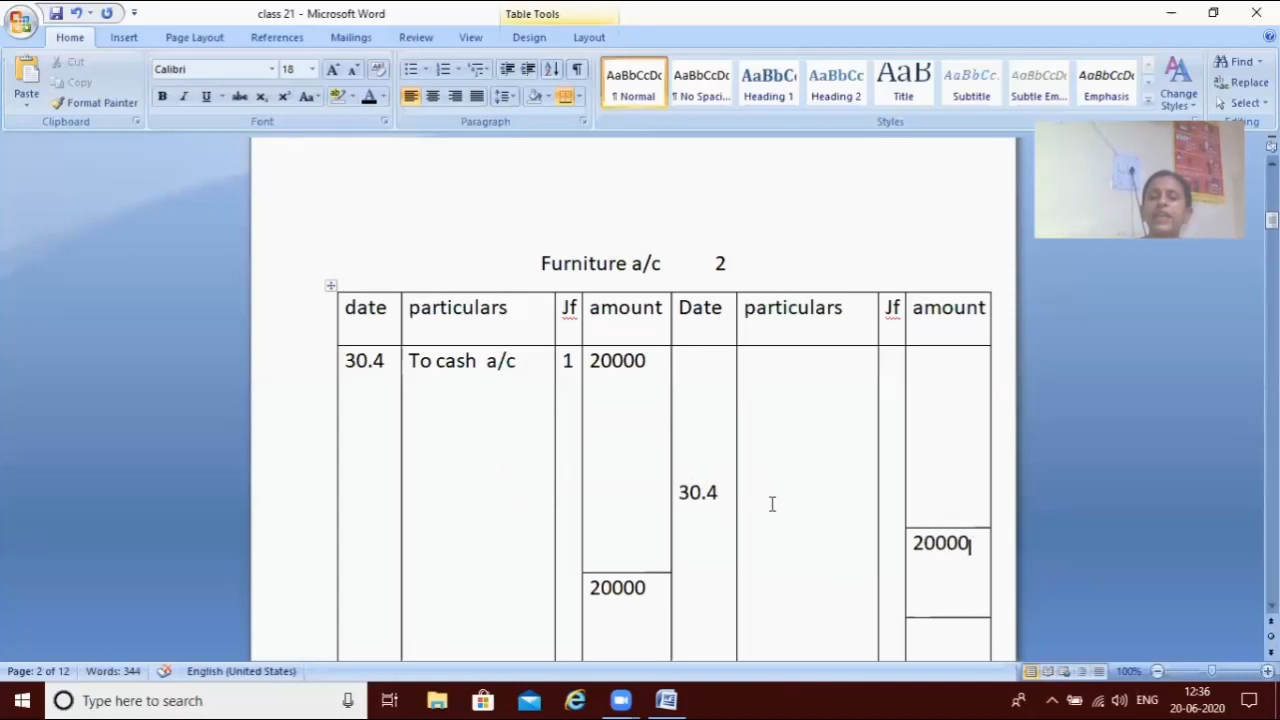 class 21 - Microsoft Word
Table Tools
Home Insert Page Layout References Mailings Review View Design Layout
Paste
Cut
Copy
Format Painter
Clipboard
Calibri 18
Font
Paragraph
AaBbCcDc AaBbCcDc AaBbC AaBbCc AaB AaBbCc. AaBbCcDc AaBbCcDc
¶ Normal ¶ No Spaci... Heading 1 Heading 2 Title Subtitle Subtle Em... Emphasis
Change Styles
Styles
Find
Replace
Select
Editing
Furniture a/c 2
date particulars Jf amount Date particulars Jf amount
30.4 To cash a/c 1 20000
30.4
20000
20000
Page: 2 of 12 Words: 344 English (United States) 100%
Type here to search
ENG
12:36
20-06-2020